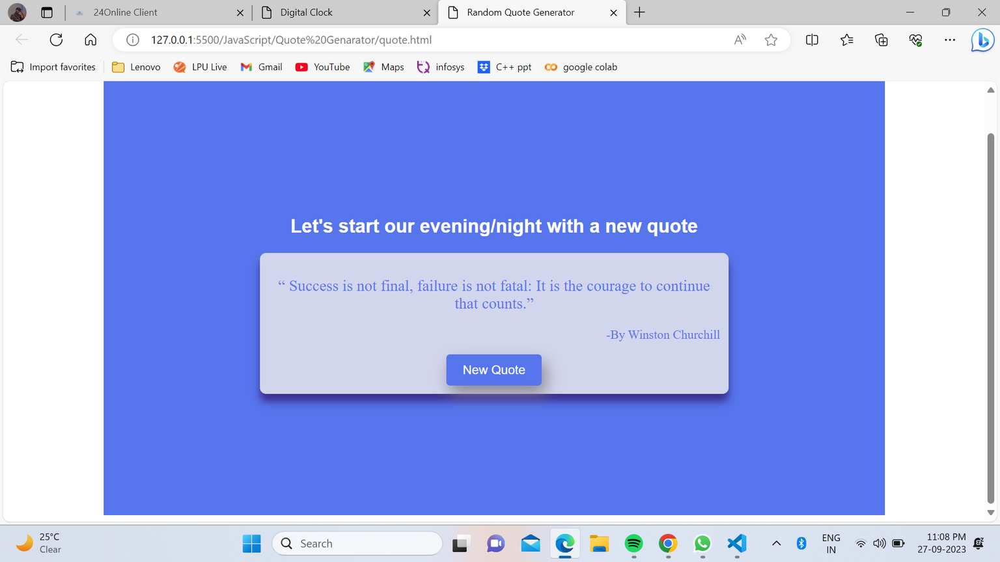 24Online Client
Digital Clock
Random Quote Generator
127.0.0.1:5500/JavaScript/Quote%20Genarator/quote.html
Import favorites
Lenovo
LPU Live
Gmail
YouTube
Maps
infosys
C++ ppt
google colab
Let's start our evening/night with a new quote
“ Success is not final, failure is not fatal: It is the courage to continue
that counts.”
-By Winston Churchill
New Quote
25°C
Clear
Search
ENG
IN
11:08 PM
27-09-2023